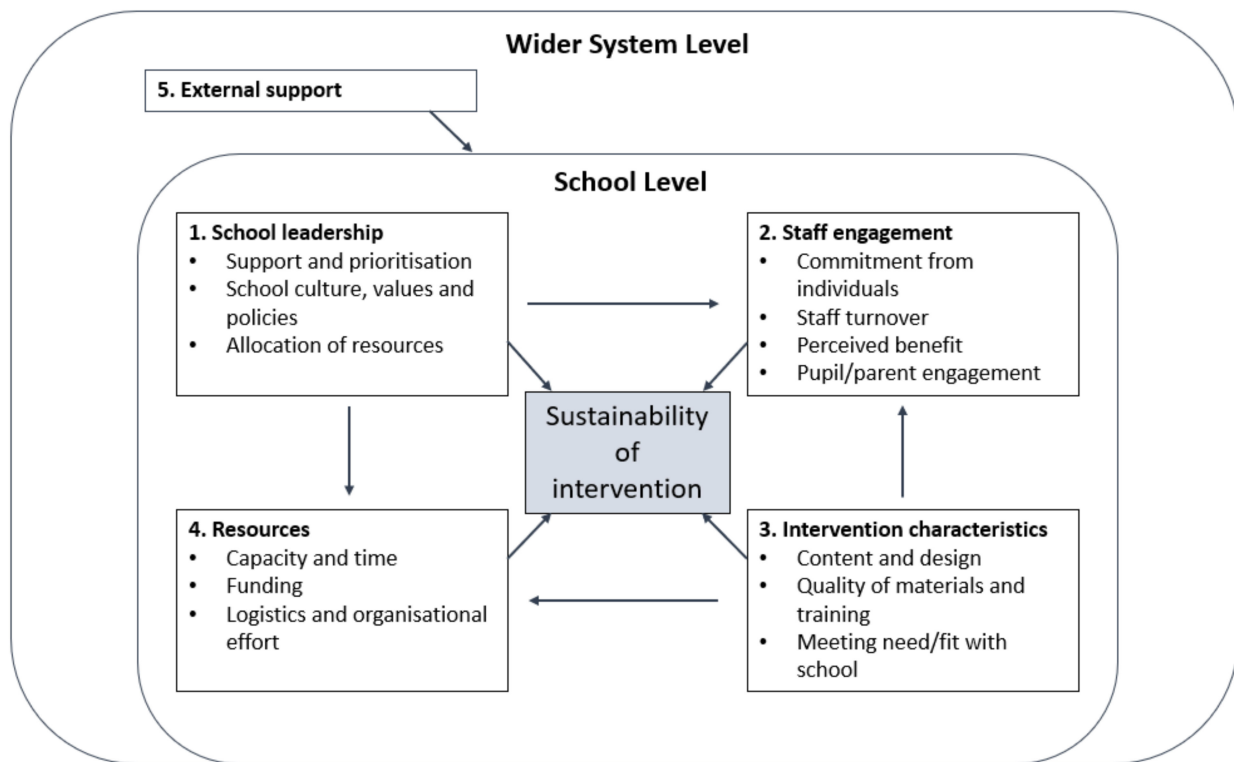 Wider System Level
5. External support
School Level
1. School leadership
• Support and prioritisation
• School culture, values and
policies
• Allocation of resources
2. Staff engagement
• Commitment from
individuals
• Staff turnover
• Perceived benefit
• Pupil/parent engagement
Sustainability
of
intervention
4. Resources
• Capacity and time
• Funding
• Logistics and organisational
effort
3. Intervention characteristics
• Content and design
• Quality of materials and
training
• Meeting need/fit with
school